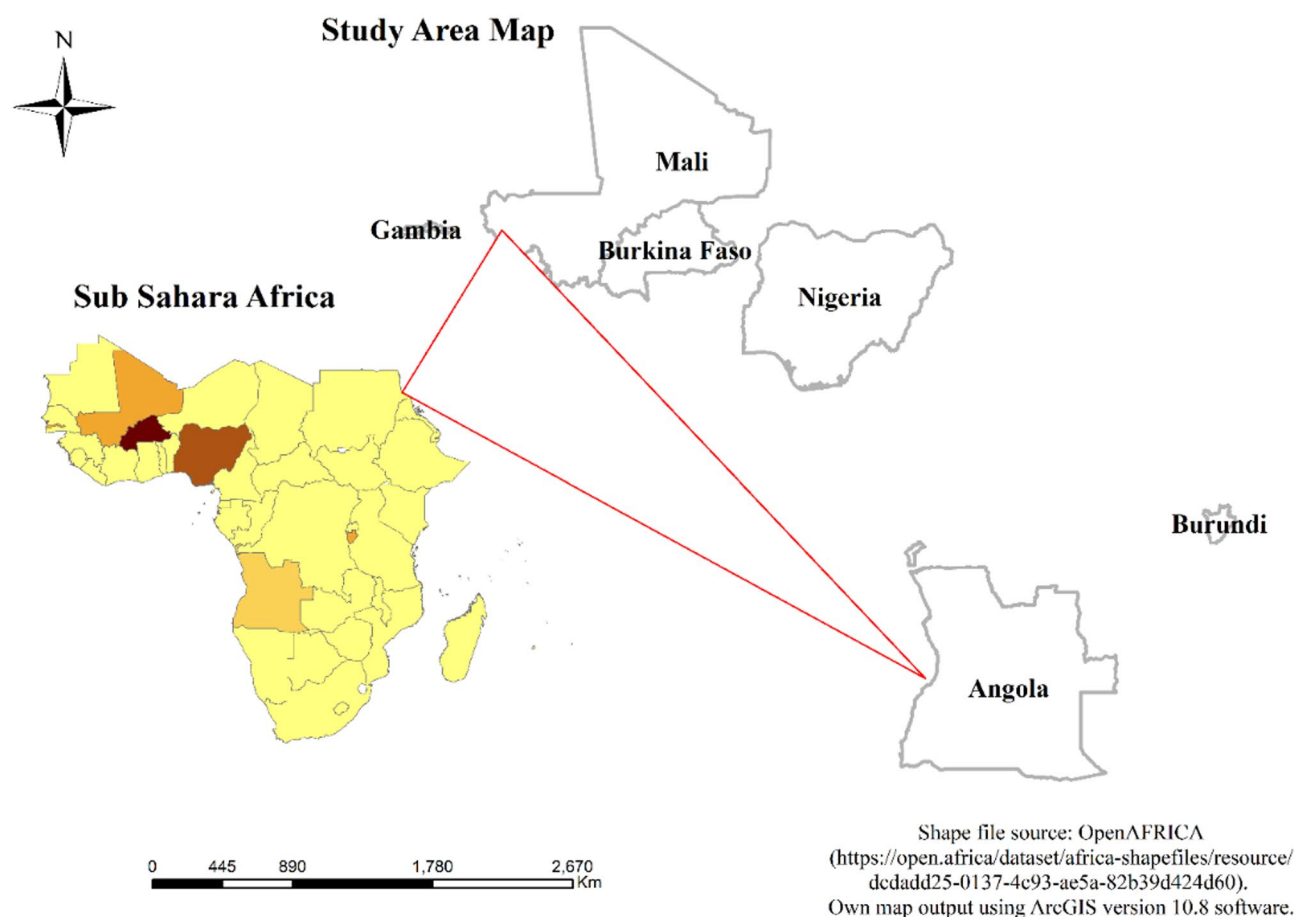 Study Area Map
N
Mali
Gambia
Burkina Faso
Nigeria
Sub Sahara Africa
Burundi
Angola
0 445 890 1,780 2,670
Km
Shape file source: OpenAFRICA
(https://open.africa/dataset/africa-shapefiles/resource/
dcdadd25-0137-4c93-ae5a-82b39d424d60).
Own map output using ArcGIS version 10.8 software.